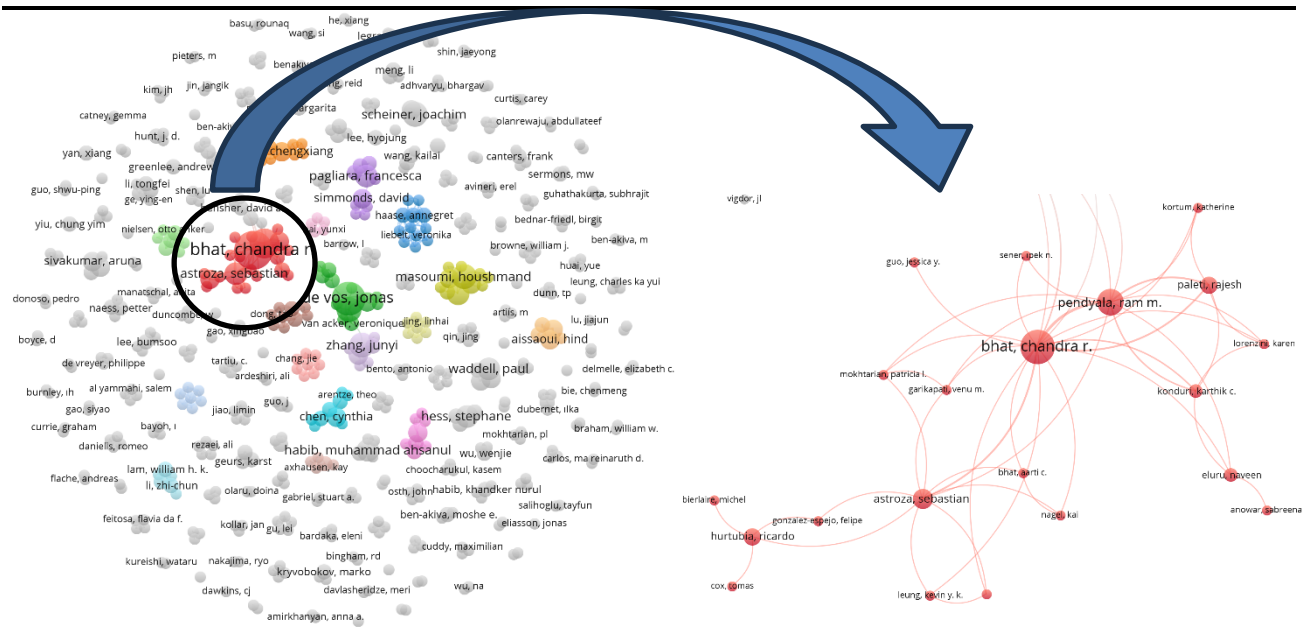 basu, rounaq
he, xiang
wang, si
shin, jaeyong
pieters, m
meng, li
kim, jh
jin, jangik
adhvaryu, bhargav
curtis, carey
catney, gemma
scheiner, joachim
olanrewaju, abdullateef
hunt, j. d.
lee, hyojung
yan, xiang
chengxiang
wang, kailai
canters, frank
greenlee, andrew
pagliara, francesca
sermons, mw
guo, shwu-ping
li, tongfei
shen, lu
avineri, erel
guhathakurta, subhrajit
ge, ying-en
simmonds, david
vigdor, jl
kortum, katherine
yiu, chung yim
haase, annegret
bednar-friedl, birgit
liebelt, veronika
ben-akiva, m
bhat, chandra r.
barrow, l
browne, william j.
sivakumar, aruna
huai, yue
guo, jessica y.
sener, ipek n.
astroza, sebastian
masoumi, houshmand
leung, charles ka yui
paleti, rajesh
donoso, pedro
naess, petter
de vos, jonas
dunn, tp
pendyala, ram m.
artis, m
lu, jiajun
van acker, veronique
boyce, d
lee, bumsoo
qin, jing
aissaoui, hind
bhat, chandra r.
lorenzini, karen
zhang, junyi
de vreyer, philippe
tartiu, c.
chang, jie
bento, antonio
waddell, paul
delmelle, elizabeth c.
mokhtarian, patricia l.
ardeshiri, ali
garikapati, venu m.
konduri, karthik c.
burnley, ih
al yammahi, salem
arentze, theo
bie, chenmeng
gao, siyao
jiao, limin
guo, j
chen, cynthia
hess, stephane
dubernet, ilka
currie, graham
bayoh, i
mokhtarian, pl
braham, william w.
daniells, romeo
rezaei, ali
habib, muhammad ahsanul
wu, wenjie
geurs, karst
axhausen, kay
choocharukul, kasem
carlos, ma reinaruth d.
bhat, aarti c.
eluru, naveen
lam, william h. k.
flache, andreas
li, zhi-chun
olaru, doina
gabriel, stuart a.
osth, john
habib, khandker nurul
astroza, sebastian
bierlaire, michel
salihoglu, tayfun
anowar, sabreena
feitosa, flavia da f.
kollar, jan
gu, lei
ben-akiva, moshe e.
eliasson, jonas
gonzalez-espejo, felipe
nagel, kai
bardaka, eleni
hurtubia, ricardo
cuddy, maximilian
kureishi, wataru
nakajima, ryo
bingham, rd
kryvobokov, marko
dawkins, cj
davlasheridze, meri
wu, na
cox, tomas
leung, kevin y. k.
amirkhanyan, anna a.